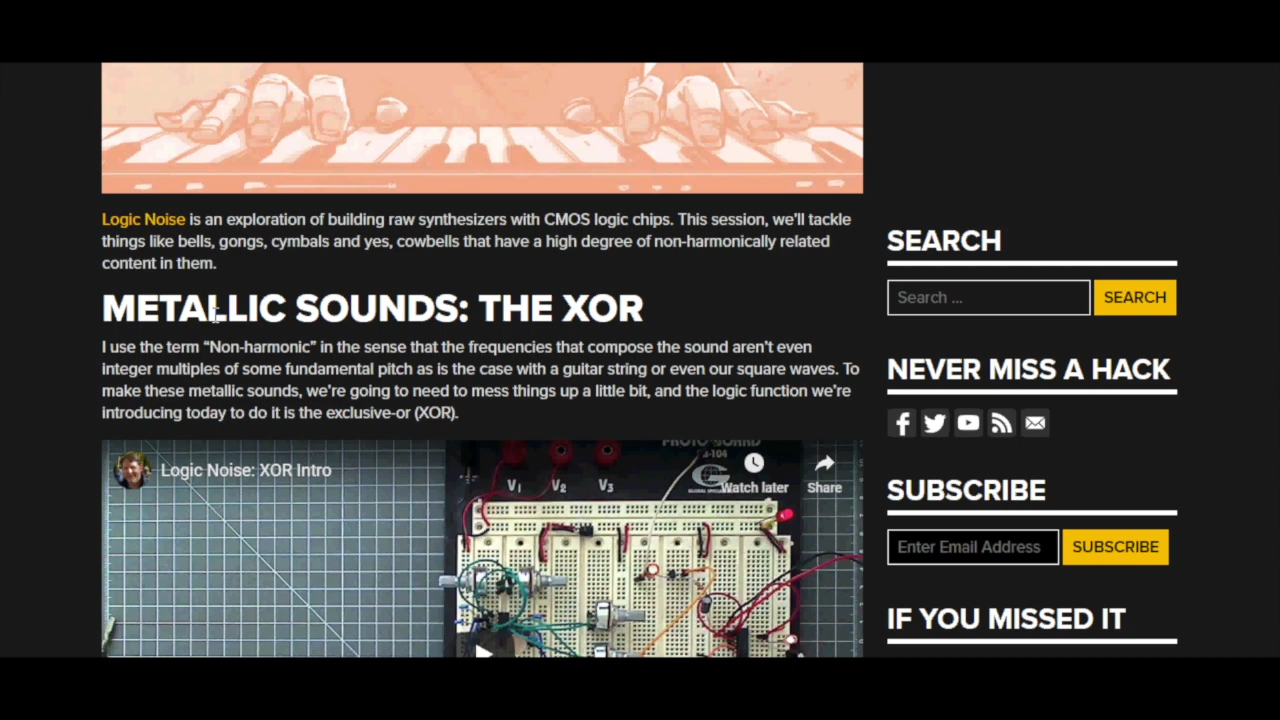 Logic Noise is an exploration of building raw synthesizers with CMOS logic chips. This session, we'll tackle
things like bells, gongs, cymbals and yes, cowbells that have a high degree of non-harmonically related
content in them.
METALLIC SOUNDS: THE XOR
I use the term “Non-harmonic” in the sense that the frequencies that compose the sound aren't even
integer multiples of some fundamental pitch as is the case with a guitar string or even our square waves. To
make these metallic sounds, we're going to need to mess things up a little bit, and the logic function we're
introducing today to do it is the exclusive-or (XOR).
Logic Noise: XOR Intro
PROTO BOARD
V1 V2 V3
Watch later
Share
SEARCH
Search ...
SEARCH
NEVER MISS A HACK
SUBSCRIBE
Enter Email Address
SUBSCRIBE
IF YOU MISSED IT